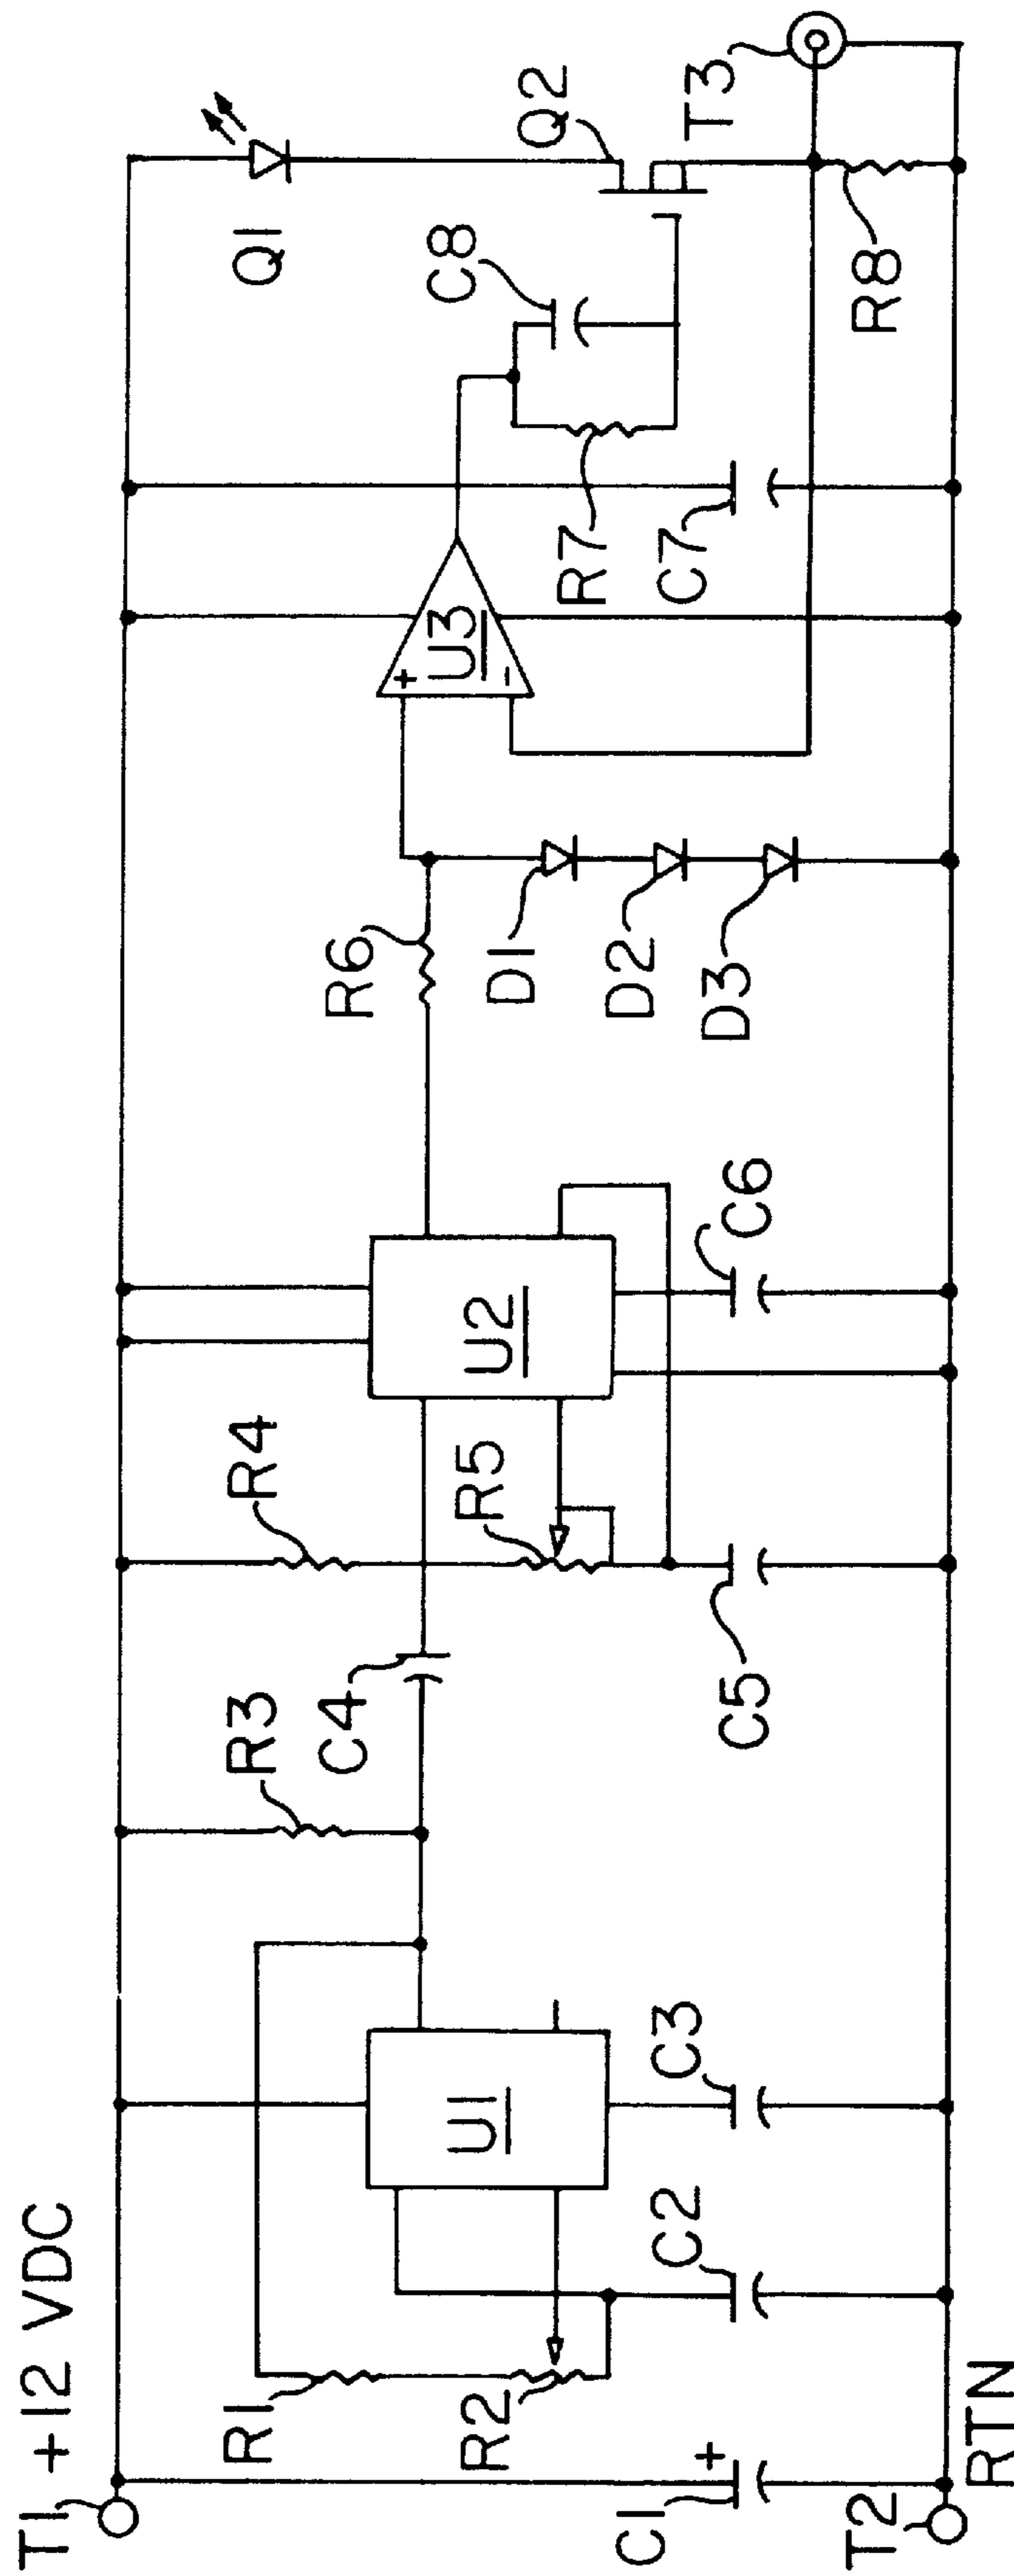 T1 +12 VDC
R1
R2
C1
+
T2
RTN
U1
C2
C3
R3
C4
R4
R5
C5
U2
C6
R6
D1
D2
D3
+
U3
−
R7
C7
C8
Q1
Q2
T3
R8